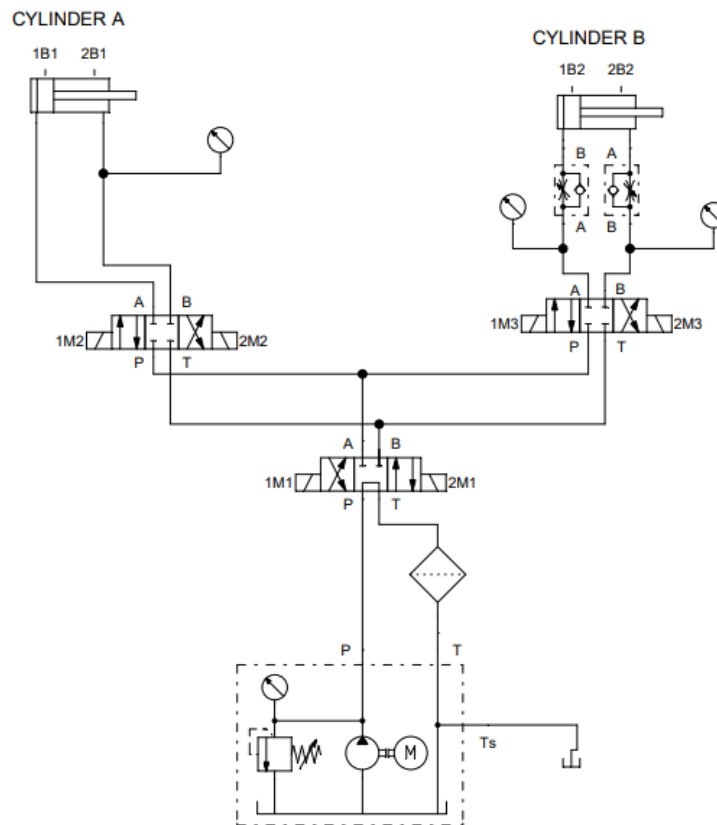 CYLINDER A
1B1 2B1
CYLINDER B
1B2 2B2
B A
A B
A B
1M2 2M2
P T
A B
1M3 2M3
P T
A B
1M1 2M1
P T
P T
M
Ts